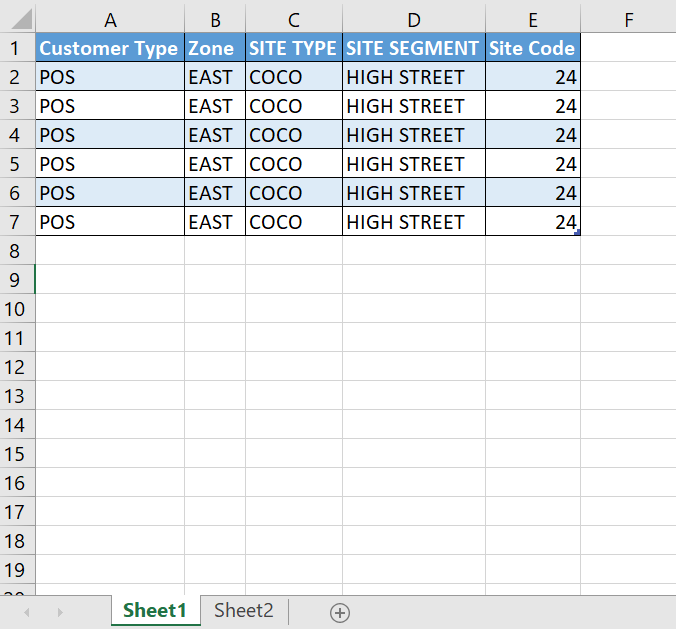 A B C D E F
1 Customer Type Zone SITE TYPE SITE SEGMENT Site Code
2 POS EAST COCO HIGH STREET 24
3 POS EAST COCO HIGH STREET 24
4 POS EAST COCO HIGH STREET 24
5 POS EAST COCO HIGH STREET 24
6 POS EAST COCO HIGH STREET 24
7 POS EAST COCO HIGH STREET 24
8
9
10
11
12
13
14
15
16
17
18
19
Sheet1 Sheet2